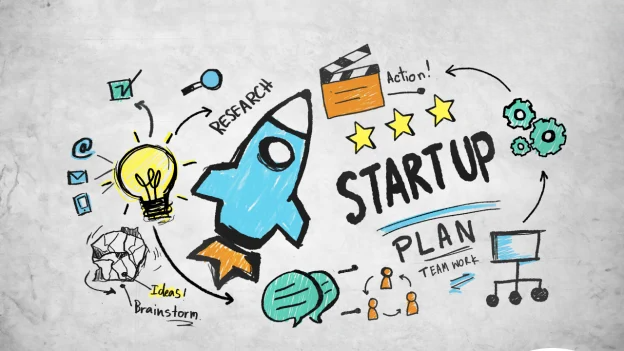 RESEARCH
Action!
START UP
PLAN
TEAM WORK
@
Ideas!
Brainstorm